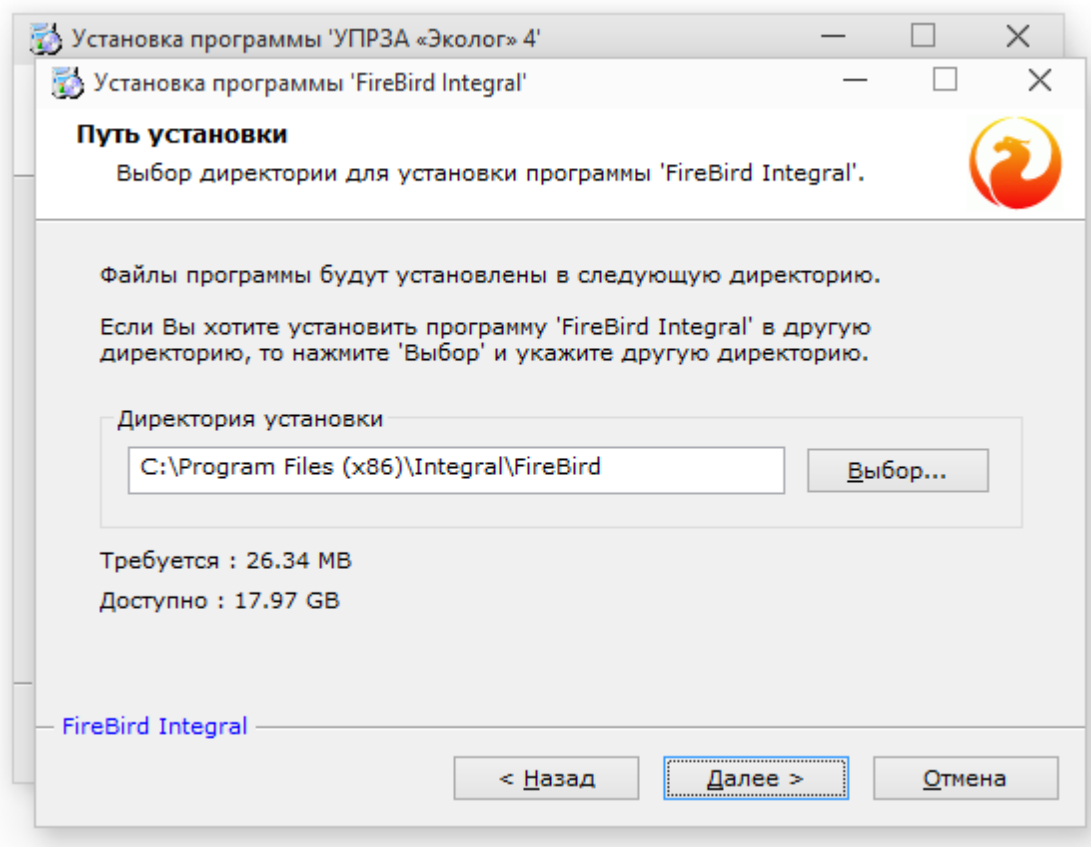 Установка программы 'УПРЗА «Эколог» 4'
Установка программы 'FireBird Integral'
Путь установки
Выбор директории для установки программы 'FireBird Integral'.
Файлы программы будут установлены в следующую директорию.
Если Вы хотите установить программу 'FireBird Integral' в другую
директорию, то нажмите 'Выбор' и укажите другую директорию.
Директория установки
C:\Program Files (x86)\Integral\FireBird
Выбор...
Требуется : 26.34 MB
Доступно : 17.97 GB
FireBird Integral
< Назад
Далее >
Отмена